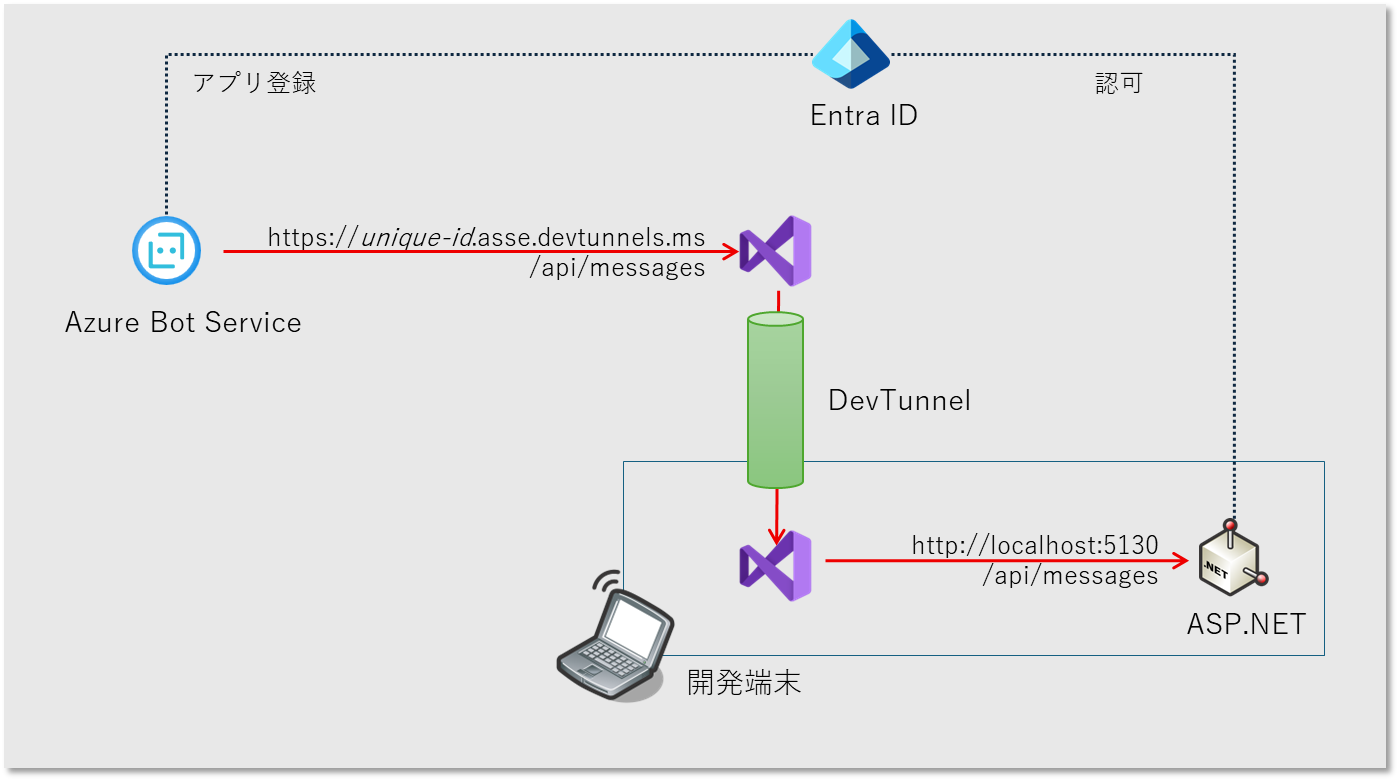 アプリ登録
認可
Entra ID
https://unique-id.asse.devtunnels.ms
/api/messages
Azure Bot Service
DevTunnel
http://localhost:5130
/api/messages
.NET
ASP.NET
開発端末